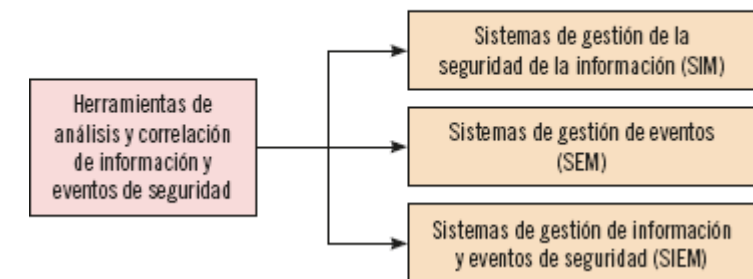 Herramientas de
análisis y correlación
de información y
eventos de seguridad
Sistemas de gestión de la
seguridad de la información (SIM)
Sistemas de gestión de eventos
(SEM)
Sistemas de gestión de información
y eventos de seguridad (SIEM)